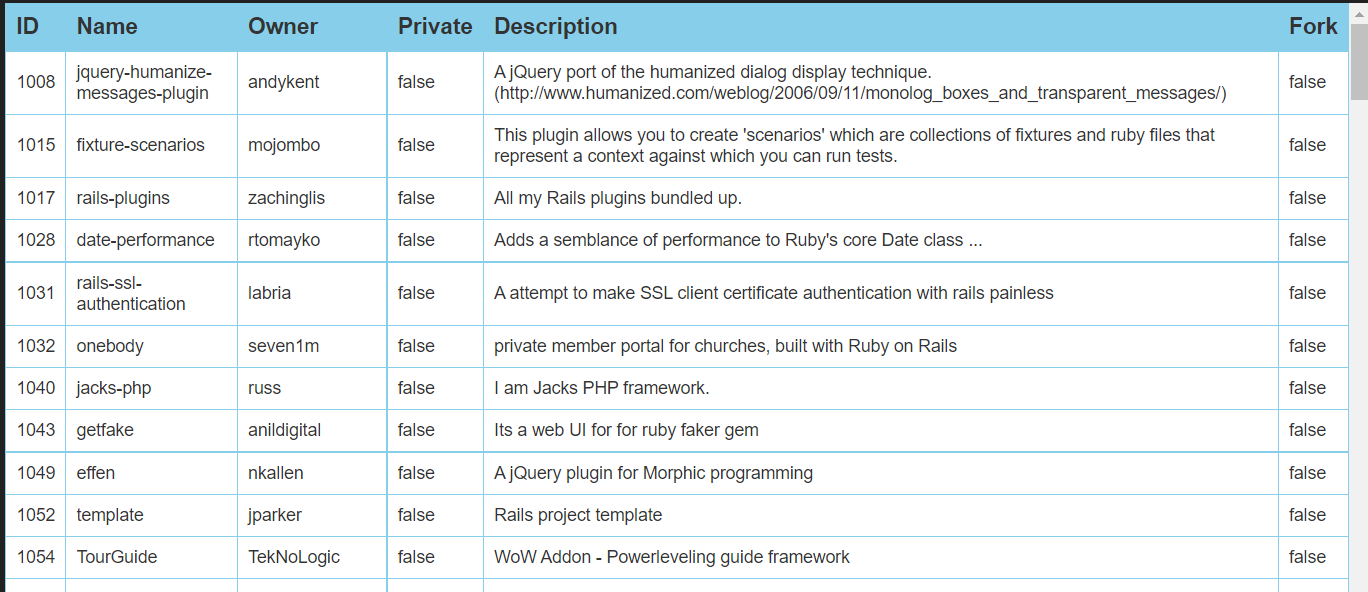 ID Name Owner Private Description Fork
1008 jquery-humanize-messages-plugin andykent false A jQuery port of the humanized dialog display technique. (http://www.humanized.com/weblog/2006/09/11/monolog_boxes_and_transparent_messages/) false
1015 fixture-scenarios mojombo false This plugin allows you to create 'scenarios' which are collections of fixtures and ruby files that represent a context against which you can run tests. false
1017 rails-plugins zachinglis false All my Rails plugins bundled up. false
1028 date-performance rtomayko false Adds a semblance of performance to Ruby's core Date class ... false
1031 rails-ssl-authentication labria false A attempt to make SSL client certificate authentication with rails painless false
1032 onebody seven1m false private member portal for churches, built with Ruby on Rails false
1040 jacks-php russ false I am Jacks PHP framework. false
1043 getfake anildigital false Its a web UI for for ruby faker gem false
1049 effen nkallen false A jQuery plugin for Morphic programming false
1052 template jparker false Rails project template false
1054 TourGuide TekNoLogic false WoW Addon - Powerleveling guide framework false